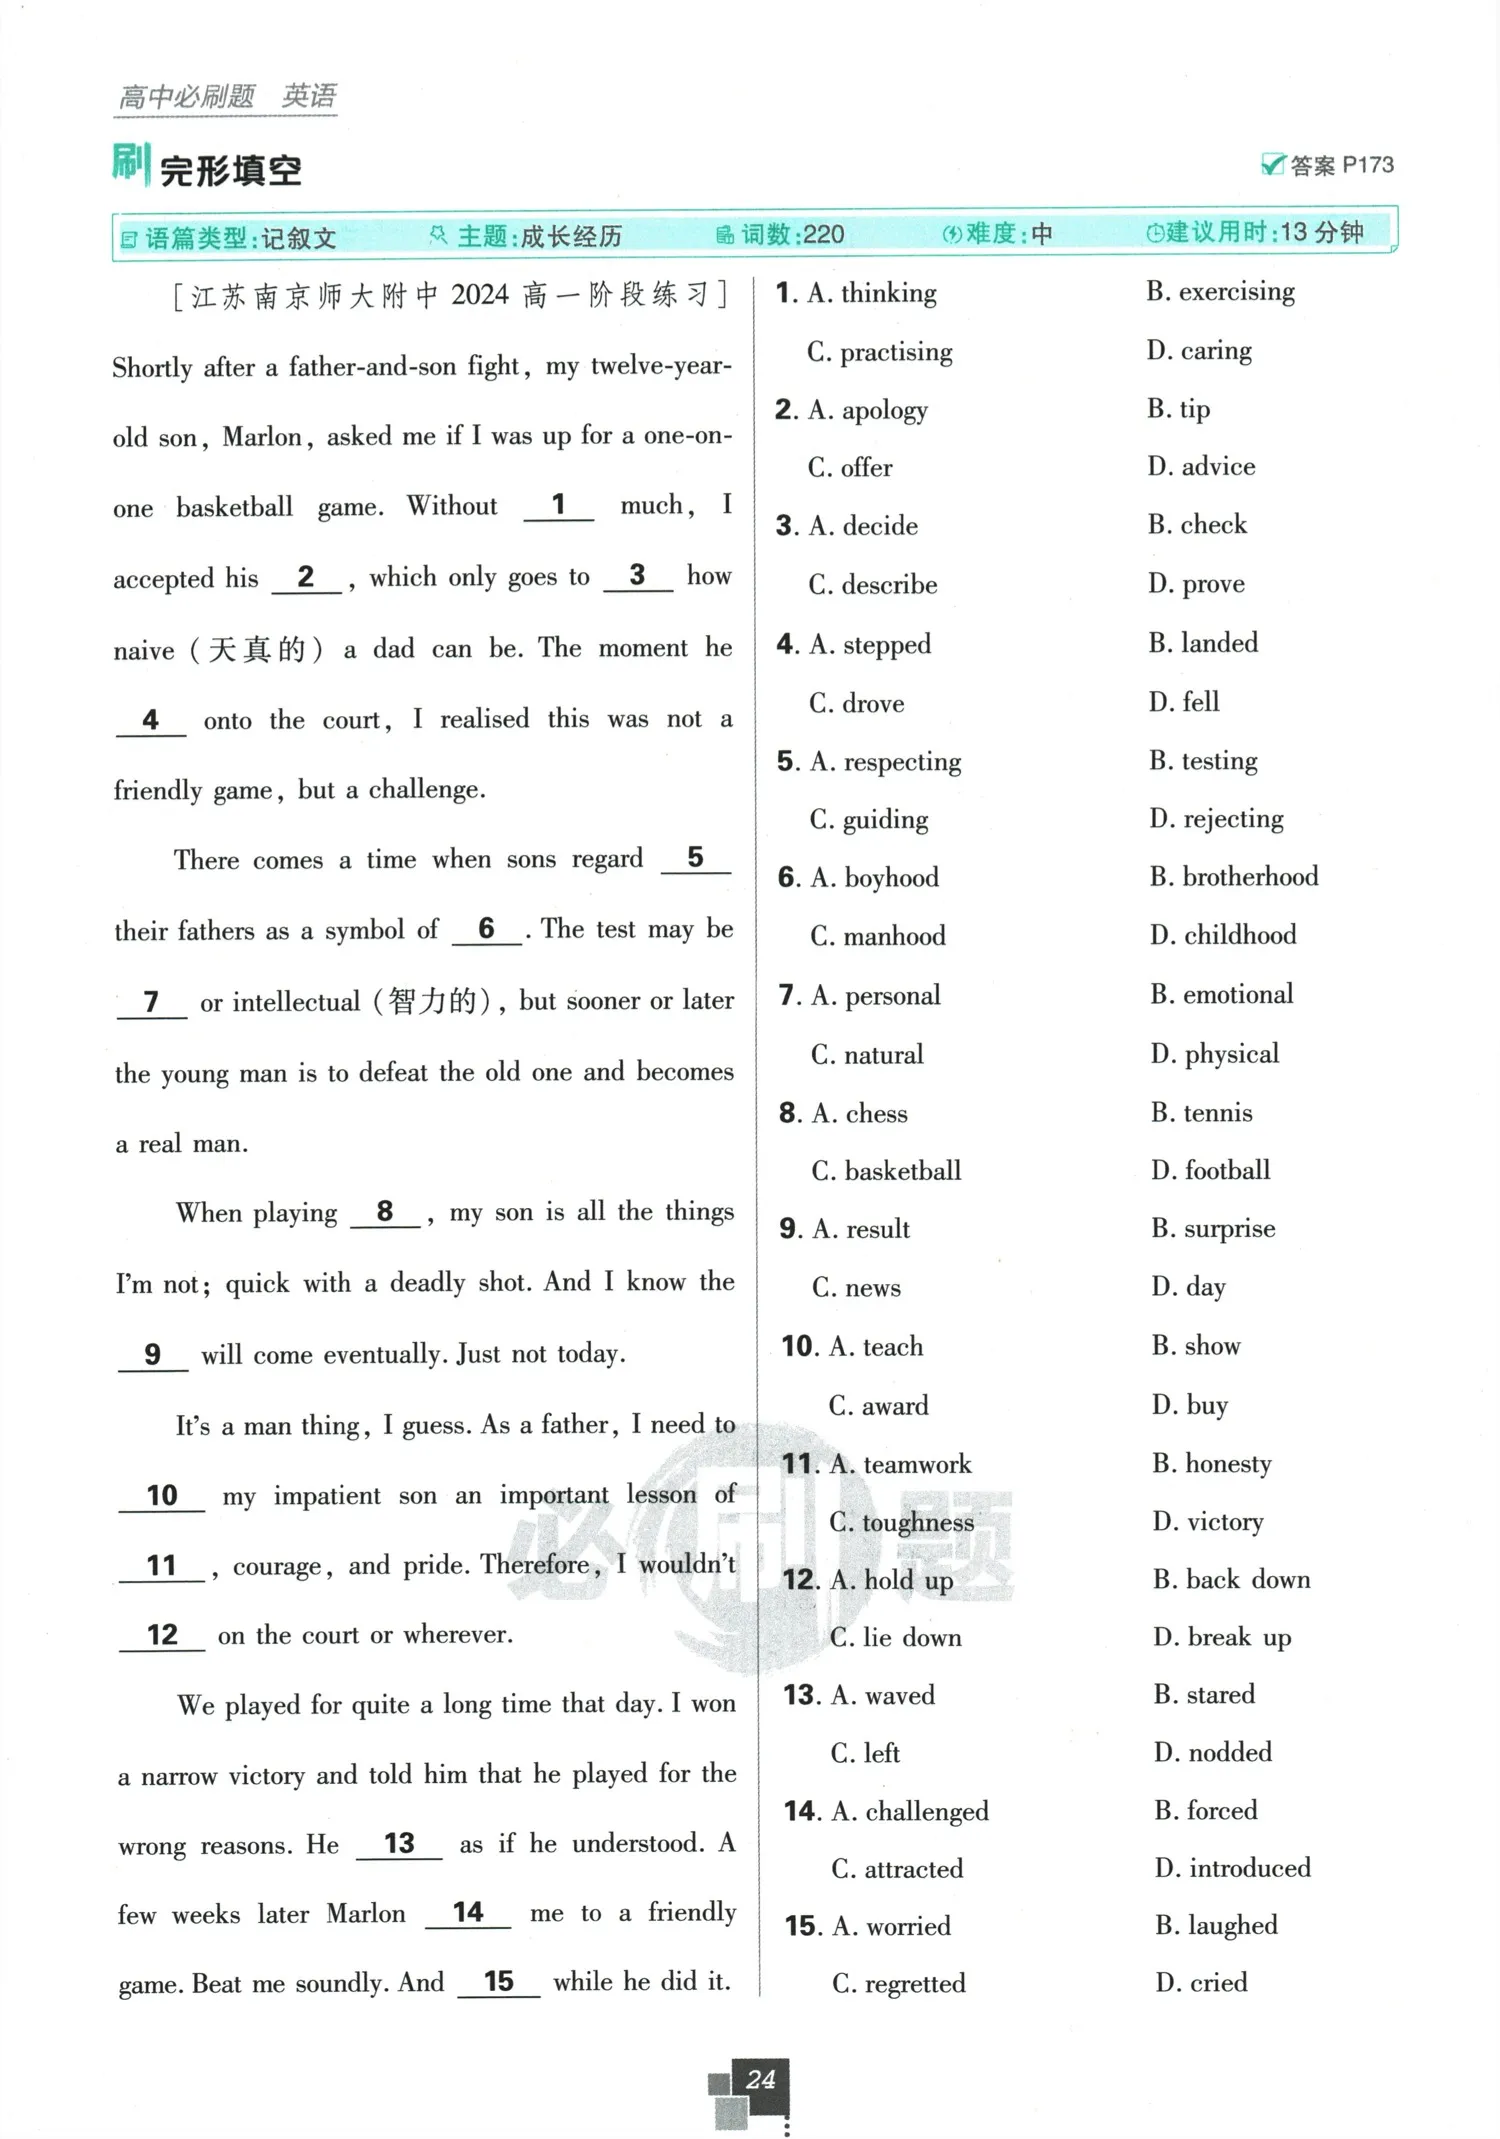 高中必刷题 英语
刷 完形填空
答案 P173
语篇类型:记叙文 主题:成长经历 词数:220 难度:中 建议用时:13 分钟
[江苏南京师大附中 2024 高一阶段练习]
Shortly after a father-and-son fight, my twelve-year-
old son, Marlon, asked me if I was up for a one-on-
one basketball game. Without 1 much, I
accepted his 2 , which only goes to 3 how
naive (天真的) a dad can be. The moment he
4 onto the court, I realised this was not a
friendly game, but a challenge.
There comes a time when sons regard 5
their fathers as a symbol of 6 . The test may be
7 or intellectual (智力的), but sooner or later
the young man is to defeat the old one and becomes
a real man.
When playing 8 , my son is all the things
I'm not; quick with a deadly shot. And I know the
9 will come eventually. Just not today.
It's a man thing, I guess. As a father, I need to
10 my impatient son an important lesson of
11 , courage, and pride. Therefore, I wouldn't
12 on the court or wherever.
We played for quite a long time that day. I won
a narrow victory and told him that he played for the
wrong reasons. He 13 as if he understood. A
few weeks later Marlon 14 me to a friendly
game. Beat me soundly. And 15 while he did it.
1. A. thinking B. exercising
C. practising D. caring
2. A. apology B. tip
C. offer D. advice
3. A. decide B. check
C. describe D. prove
4. A. stepped B. landed
C. drove D. fell
5. A. respecting B. testing
C. guiding D. rejecting
6. A. boyhood B. brotherhood
C. manhood D. childhood
7. A. personal B. emotional
C. natural D. physical
8. A. chess B. tennis
C. basketball D. football
9. A. result B. surprise
C. news D. day
10. A. teach B. show
C. award D. buy
11. A. teamwork B. honesty
C. toughness D. victory
12. A. hold up B. back down
C. lie down D. break up
13. A. waved B. stared
C. left D. nodded
14. A. challenged B. forced
C. attracted D. introduced
15. A. worried B. laughed
C. regretted D. cried
必刷题
24